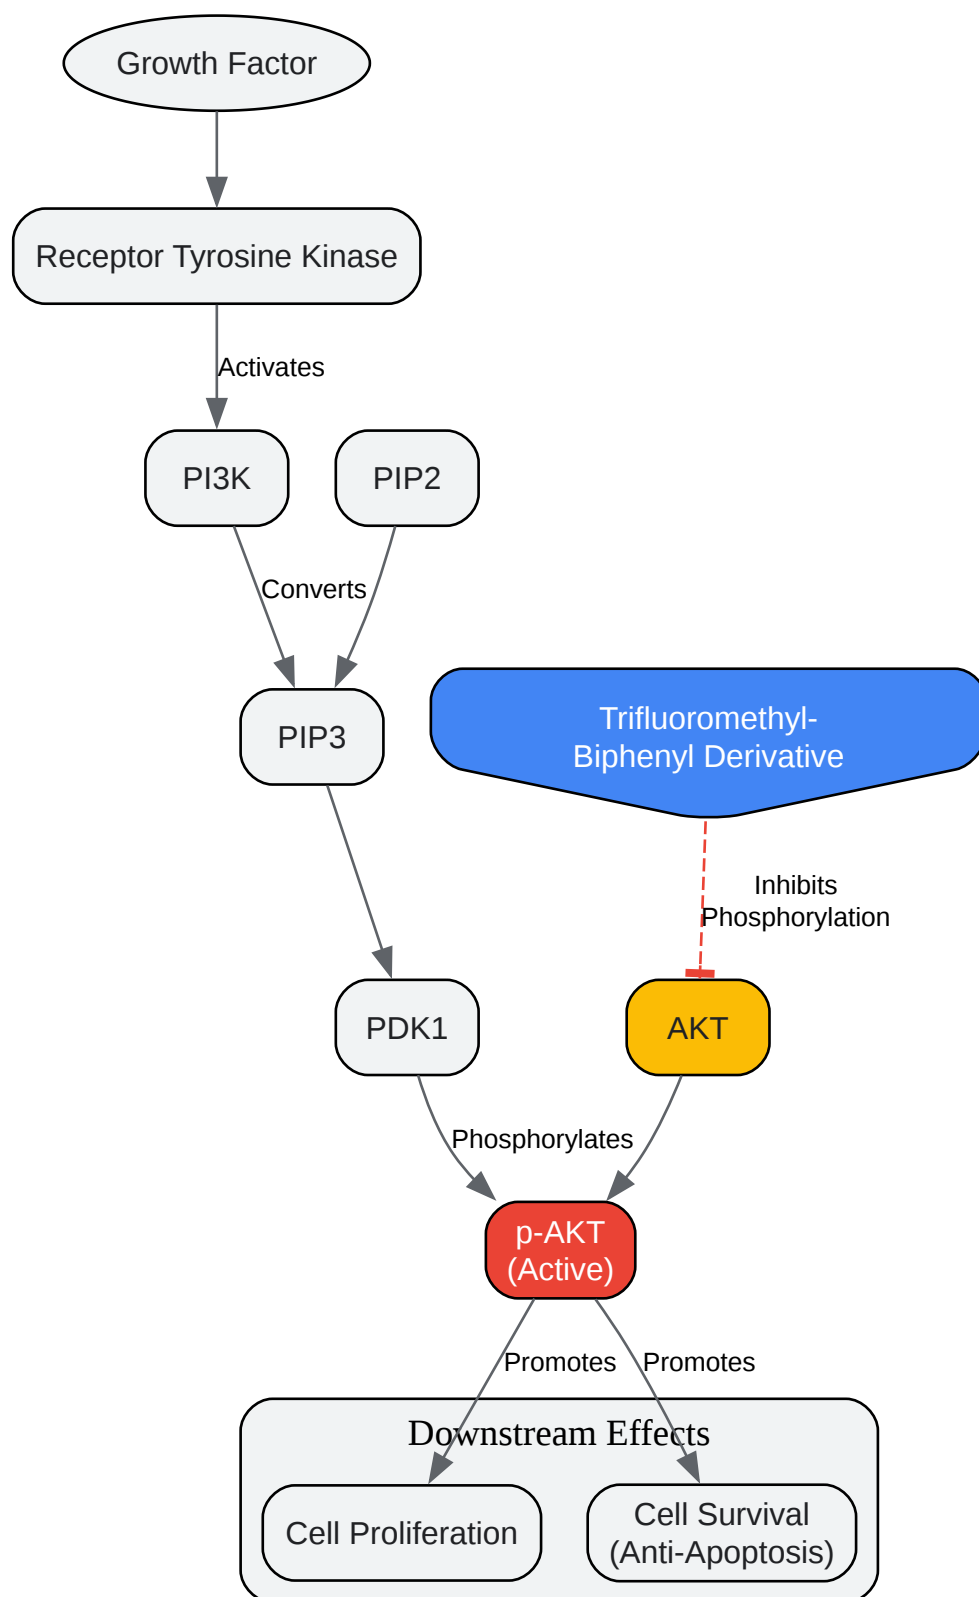 Growth Factor
Receptor Tyrosine Kinase
Activates
PI3K
PIP2
Converts
PIP3
Trifluoromethyl-
Biphenyl Derivative
Inhibits
Phosphorylation
PDK1
AKT
Phosphorylates
p-AKT
(Active)
Promotes
Promotes
Downstream Effects
Cell Proliferation
Cell Survival
(Anti-Apoptosis)